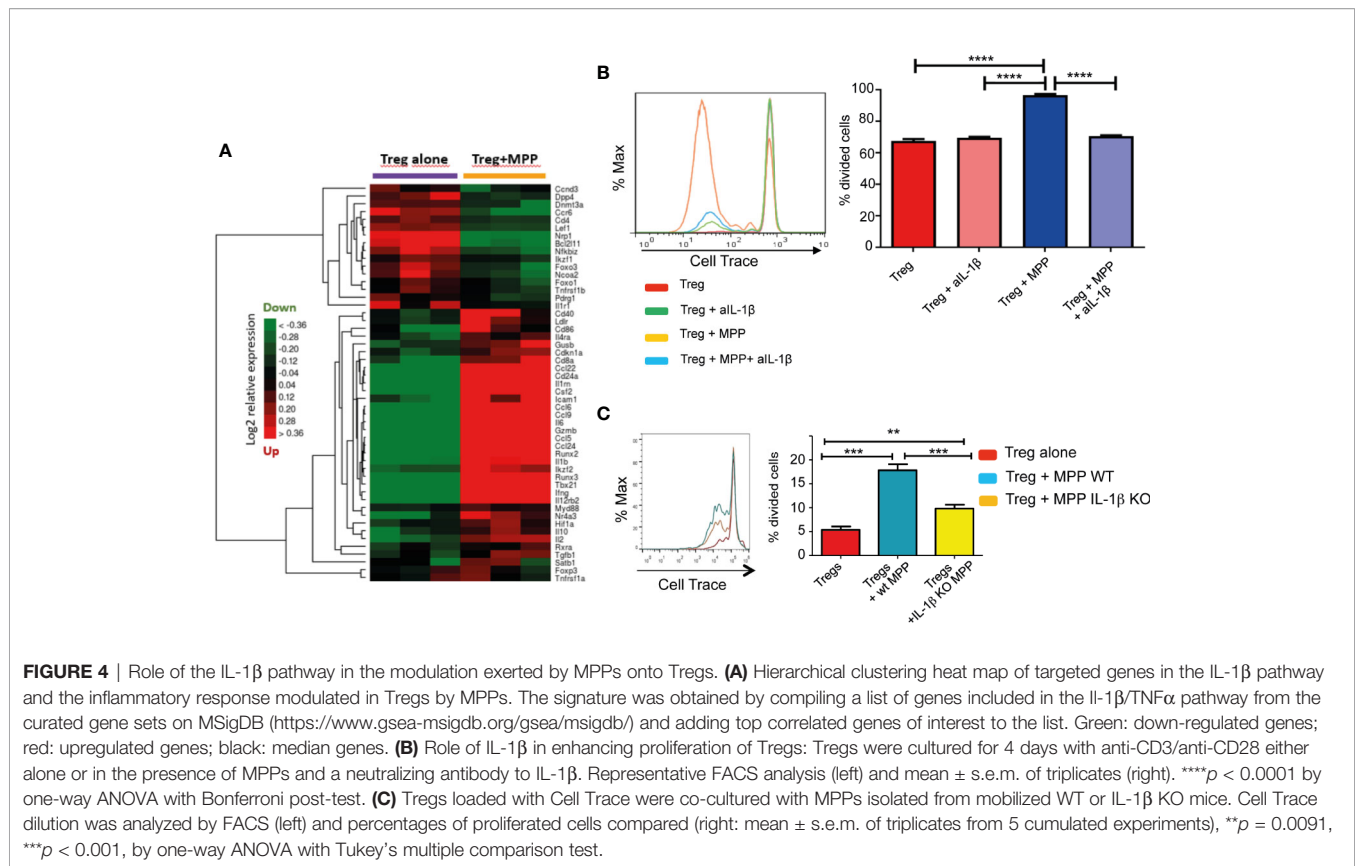 A
Treg alone
Treg+MPP
Down
Log2 relative expression
< -0.36
-0.28
-0.20
-0.12
0.04
0.12
0.20
0.28
> 0.36
Up
Ccnd3
Dpp4
Dnmt3a
Ccr6
Cd4
Lef1
Nrp1
Bcl2l11
Nfkbiz
Ikzf1
Foxo3
Ncoa2
Foxo1
Tnfrsf1b
Pdrg1
Il1r1
Cd40
Ldlr
Cd86
Il4ra
Gusb
Cdkn1a
Cd8a
Ccl22
Cd24a
Il1rn
Csf2
Icam1
Ccl6
Ccl9
Il6
Gzmb
Ccl5
Ccl24
Runx2
Il1b
Ikzf2
Runx3
Tbx21
Ifng
Il12rb2
Myd88
Nr4a3
Hif1a
Il10
Il2
Rxra
Tgfb1
Satb1
Foxp3
Tnfrsf1a
B
% Max
10^0 10^1 10^2 10^3 10
Cell Trace
Treg
Treg + aIL-1β
Treg + MPP
Treg + MPP+ aIL-1β
****
**** ****
% divided cells
100
80
60
40
20
0
Treg
Treg + aIL-1β
Treg + MPP
Treg + MPP
+ aIL-1β
C
% Max
Cell Trace
**
*** ***
% divided cells
20
15
10
5
0
Tregs
Tregs
+ wt MPP
Tregs
+IL-1β KO MPP
Treg alone
Treg + MPP WT
Treg + MPP IL-1β KO
FIGURE 4 | Role of the IL-1β pathway in the modulation exerted by MPPs onto Tregs. (A) Hierarchical clustering heat map of targeted genes in the IL-1β pathway
and the inflammatory response modulated in Tregs by MPPs. The signature was obtained by compiling a list of genes included in the Il-1β/TNFα pathway from the
curated gene sets on MSigDB (https://www.gsea-msigdb.org/gsea/msigdb/) and adding top correlated genes of interest to the list. Green: down-regulated genes;
red: upregulated genes; black: median genes. (B) Role of IL-1β in enhancing proliferation of Tregs: Tregs were cultured for 4 days with anti-CD3/anti-CD28 either
alone or in the presence of MPPs and a neutralizing antibody to IL-1β. Representative FACS analysis (left) and mean ± s.e.m. of triplicates (right). ****p < 0.0001 by
one-way ANOVA with Bonferroni post-test. (C) Tregs loaded with Cell Trace were co-cultured with MPPs isolated from mobilized WT or IL-1β KO mice. Cell Trace
dilution was analyzed by FACS (left) and percentages of proliferated cells compared (right: mean ± s.e.m. of triplicates from 5 cumulated experiments), **p = 0.0091,
***p < 0.001, by one-way ANOVA with Tukey's multiple comparison test.